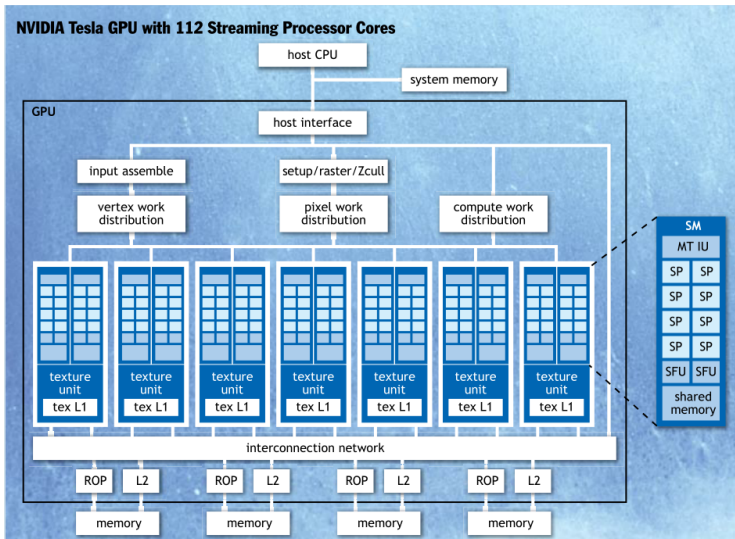 NVIDIA Tesla GPU with 112 Streaming Processor Cores
host CPU
system memory
GPU
host interface
input assemble
setup/raster/Zcull
vertex work
distribution
pixel work
distribution
compute work
distribution
SM
MT IU
SP SP
SP SP
SP SP
SP SP
SFU SFU
shared
memory
texture
unit
tex L1
texture
unit
tex L1
texture
unit
tex L1
texture
unit
tex L1
texture
unit
tex L1
texture
unit
tex L1
texture
unit
tex L1
interconnection network
ROP L2 ROP L2 ROP L2 ROP L2
memory memory memory memory